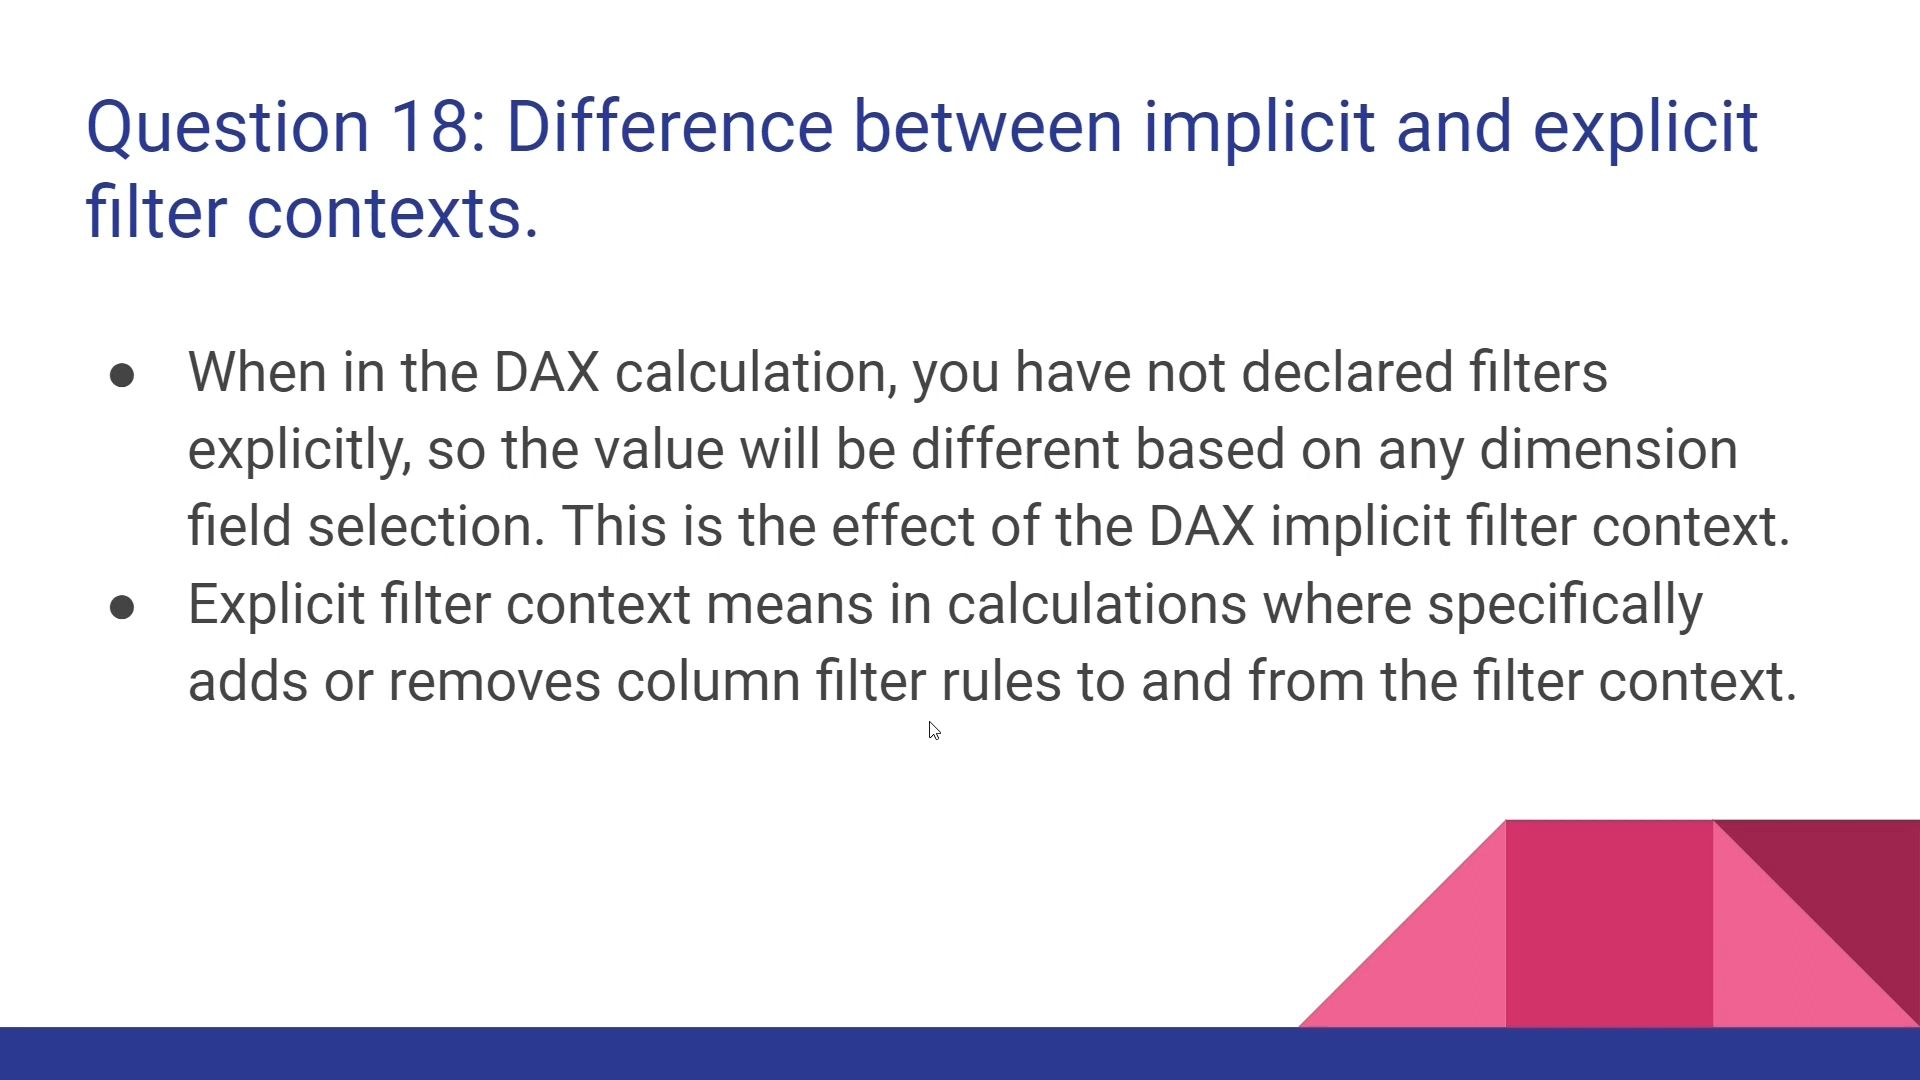 Question 18: Difference between implicit and explicit
filter contexts.
● When in the DAX calculation, you have not declared filters
explicitly, so the value will be different based on any dimension
field selection. This is the effect of the DAX implicit filter context.
● Explicit filter context means in calculations where specifically
adds or removes column filter rules to and from the filter context.